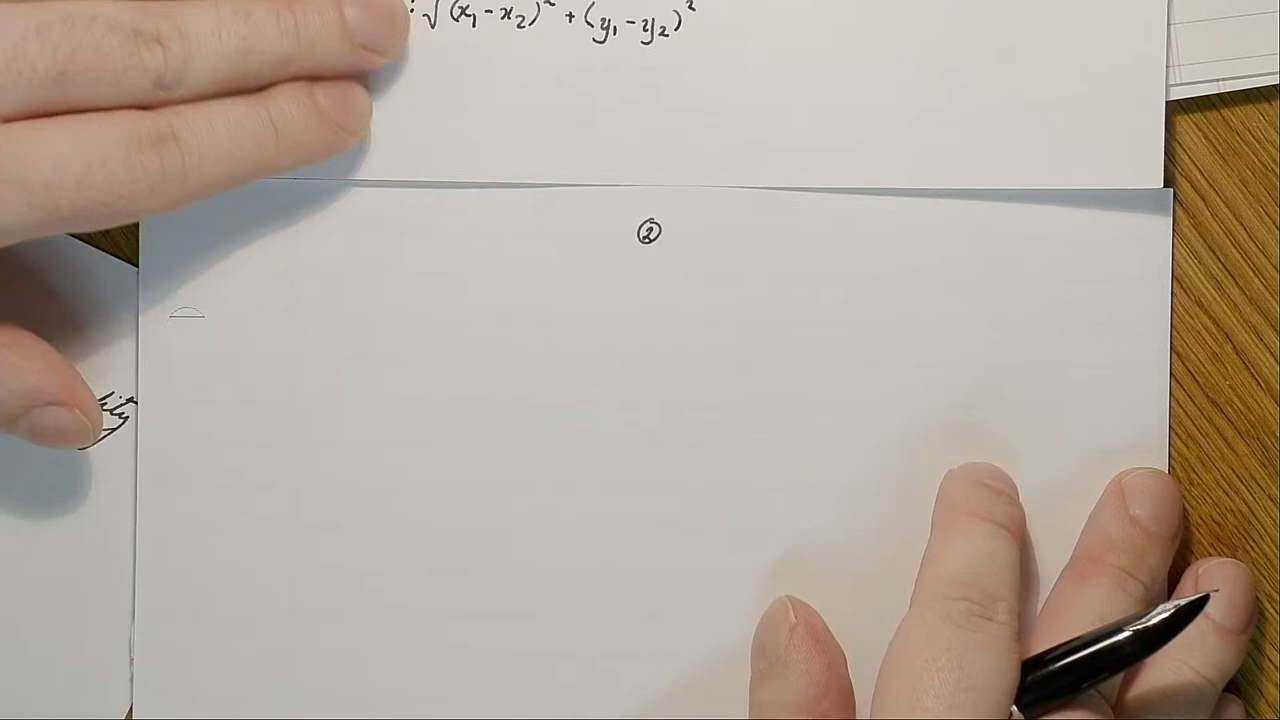 : √(x₁ - x₂)² + (y₁ - y₂)²
②